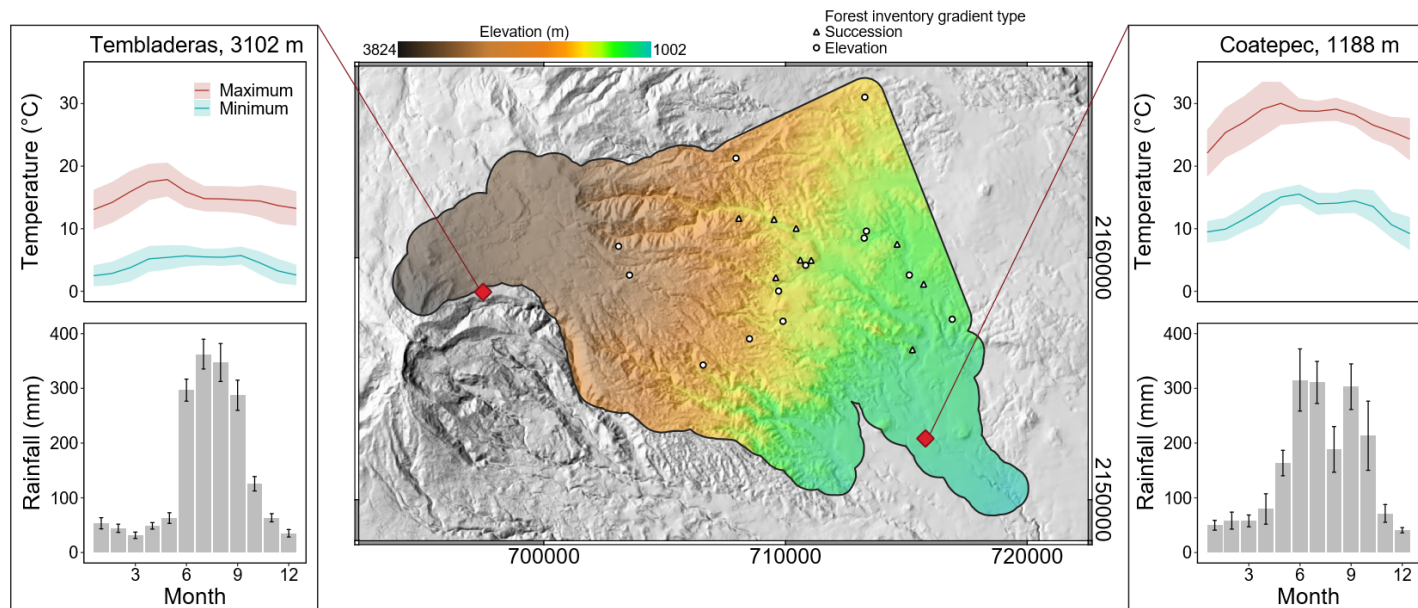 Tembladeras, 3102 m
Maximum
Minimum
Temperature (°C)
30
20
10
0
Rainfall (mm)
400
300
200
100
0
3
6
9
12
Month
Elevation (m)
3824
1002
Forest inventory gradient type
Succession
Elevation
2160000
2150000
700000
710000
720000
Coatepec, 1188 m
Temperature (°C)
30
20
10
0
Rainfall (mm)
400
300
200
100
0
3
6
9
12
Month